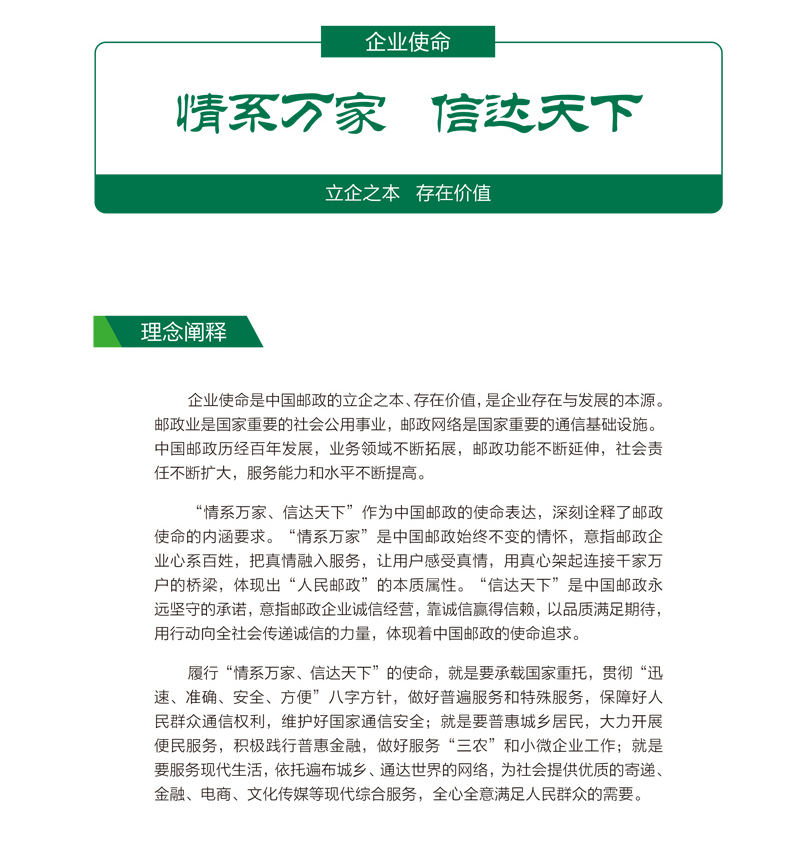 企业使命
情系万家 信达天下
立企之本 存在价值
理念阐释
企业使命是中国邮政的立企之本、存在价值，是企业存在与发展的本源。
邮政业是国家重要的社会公用事业，邮政网络是国家重要的通信基础设施。
中国邮政历经百年发展，业务领域不断拓展，邮政功能不断延伸，社会责
任不断扩大，服务能力和水平不断提高。
“情系万家、信达天下”作为中国邮政的使命表达，深刻诠释了邮政
使命的内涵要求。“情系万家”是中国邮政始终不变的情怀，意指邮政企
业心系百姓，把真情融入服务，让用户感受真情，用真心架起连接千家万
户的桥梁，体现出“人民邮政”的本质属性。“信达天下”是中国邮政永
远坚守的承诺，意指邮政企业诚信经营，靠诚信赢得信赖，以品质满足期待，
用行动向全社会传递诚信的力量，体现着中国邮政的使命追求。
履行“情系万家、信达天下”的使命，就是要承载国家重托，贯彻“迅
速、准确、安全、方便”八字方针，做好普遍服务和特殊服务，保障好人
民群众通信权利，维护好国家通信安全；就是要普惠城乡居民，大力开展
便民服务，积极践行普惠金融，做好服务“三农”和小微企业工作；就是
要服务现代生活，依托遍布城乡、通达世界的网络，为社会提供优质的寄递、
金融、电商、文化传媒等现代综合服务，全心全意满足人民群众的需要。